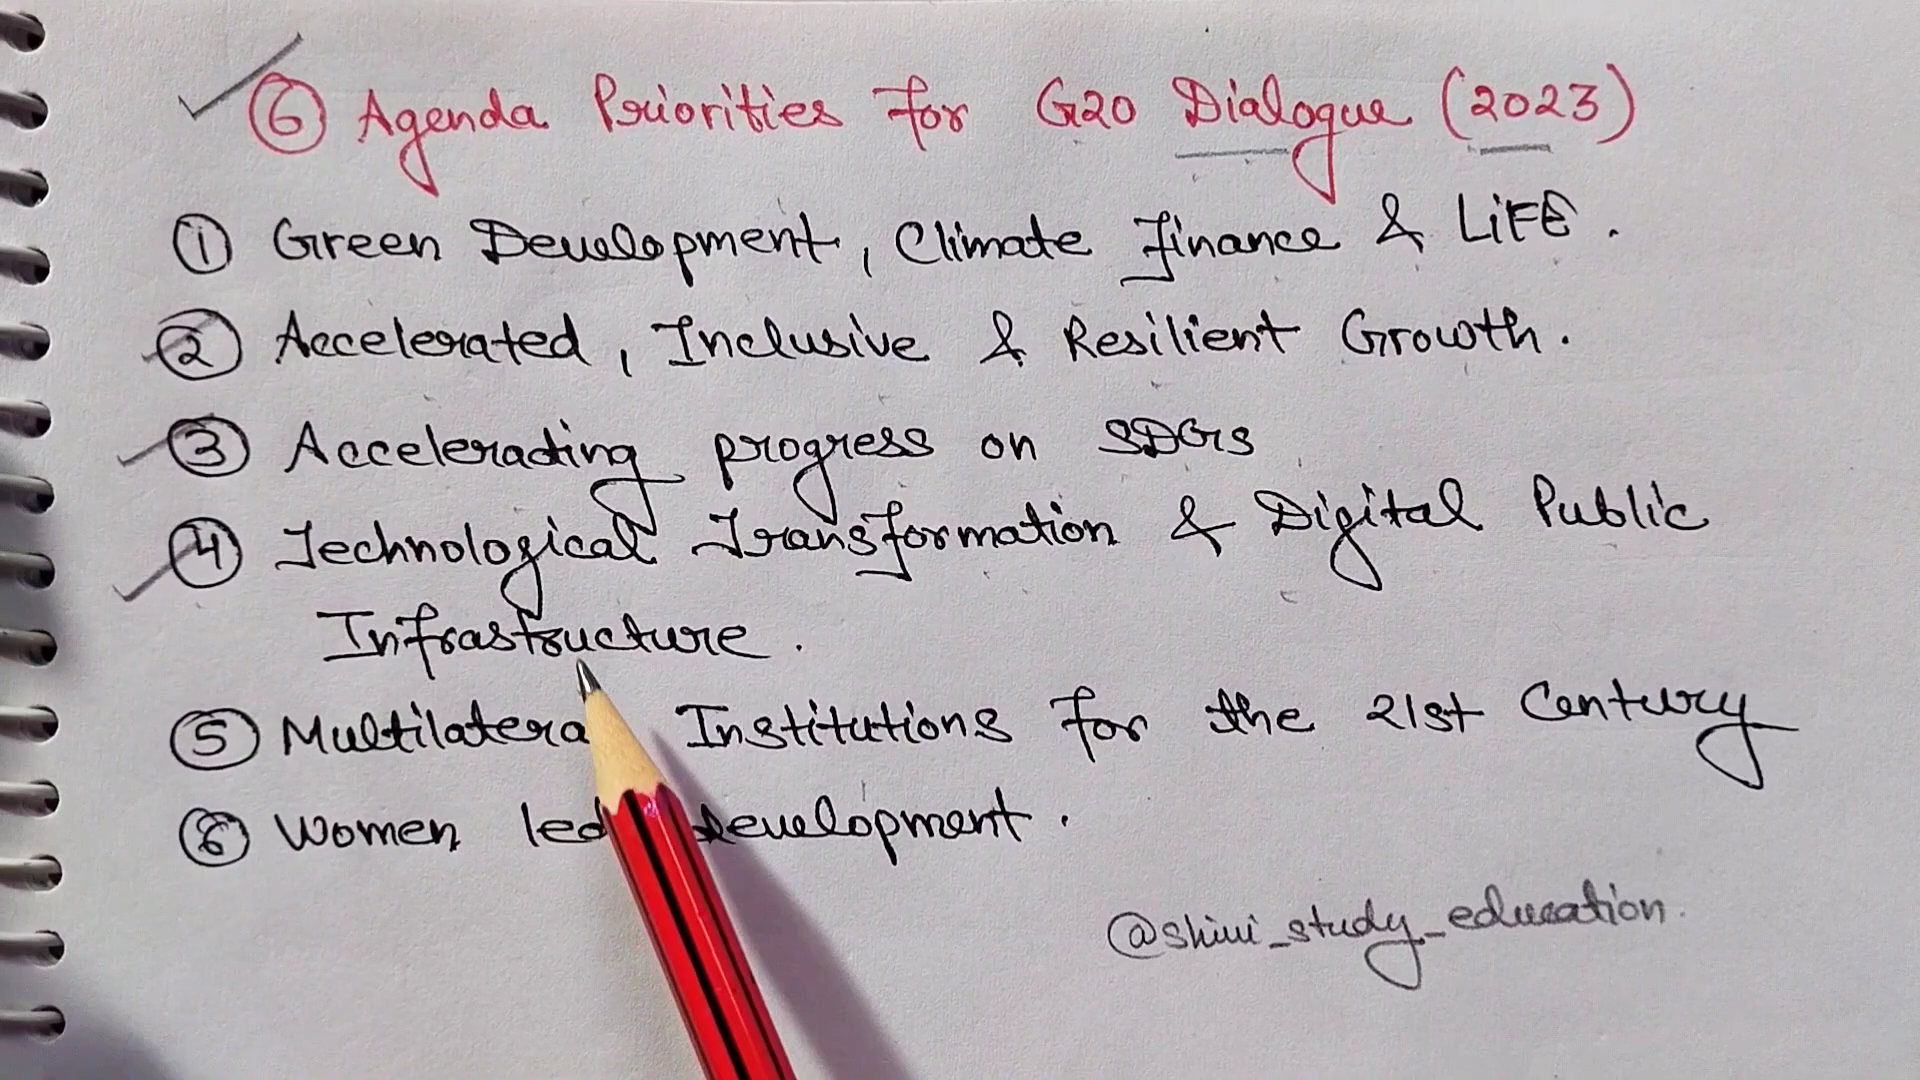 ⑥ Agenda Priorities for G20 Dialogue (2023)
① Green Development, Climate Finance & LiFE.
② Accelerated, Inclusive & Resilient Growth.
③ Accelerating progress on SDGs
④ Technological Transformation & Digital Public
Infrastructure.
⑤ Multilatera Institutions for the 21st Century
⑥ Women led development.
@shivi_study_education